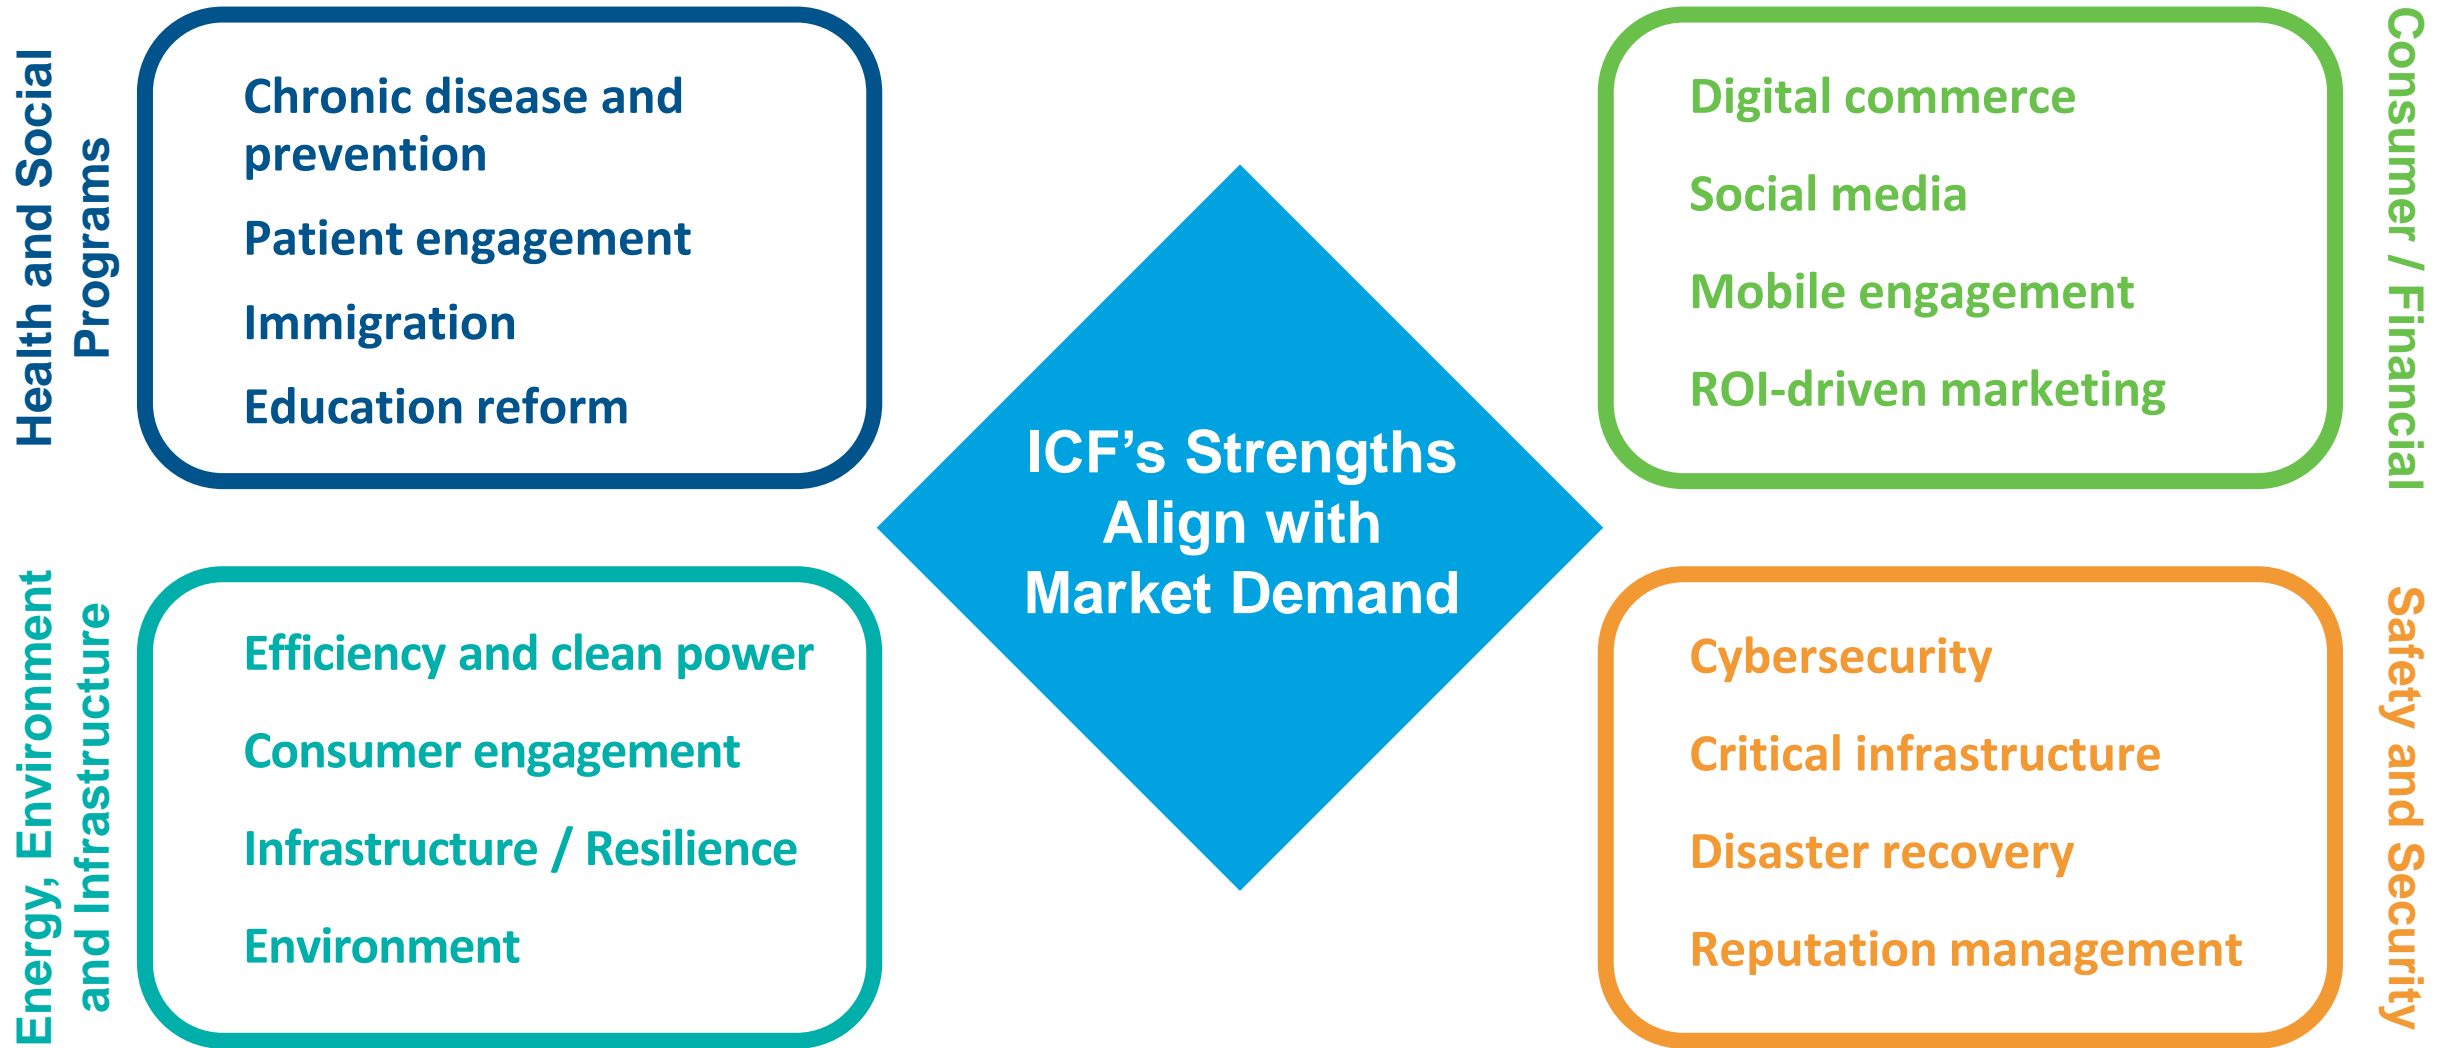 Health and Social
Programs
Chronic disease and
prevention
Patient engagement
Immigration
Education reform
Consumer / Financial
Digital commerce
Social media
Mobile engagement
ROI-driven marketing
ICF’s Strengths
Align with
Market Demand
Energy, Environment
and Infrastructure
Efficiency and clean power
Consumer engagement
Infrastructure / Resilience
Environment
Safety and Security
Cybersecurity
Critical infrastructure
Disaster recovery
Reputation management